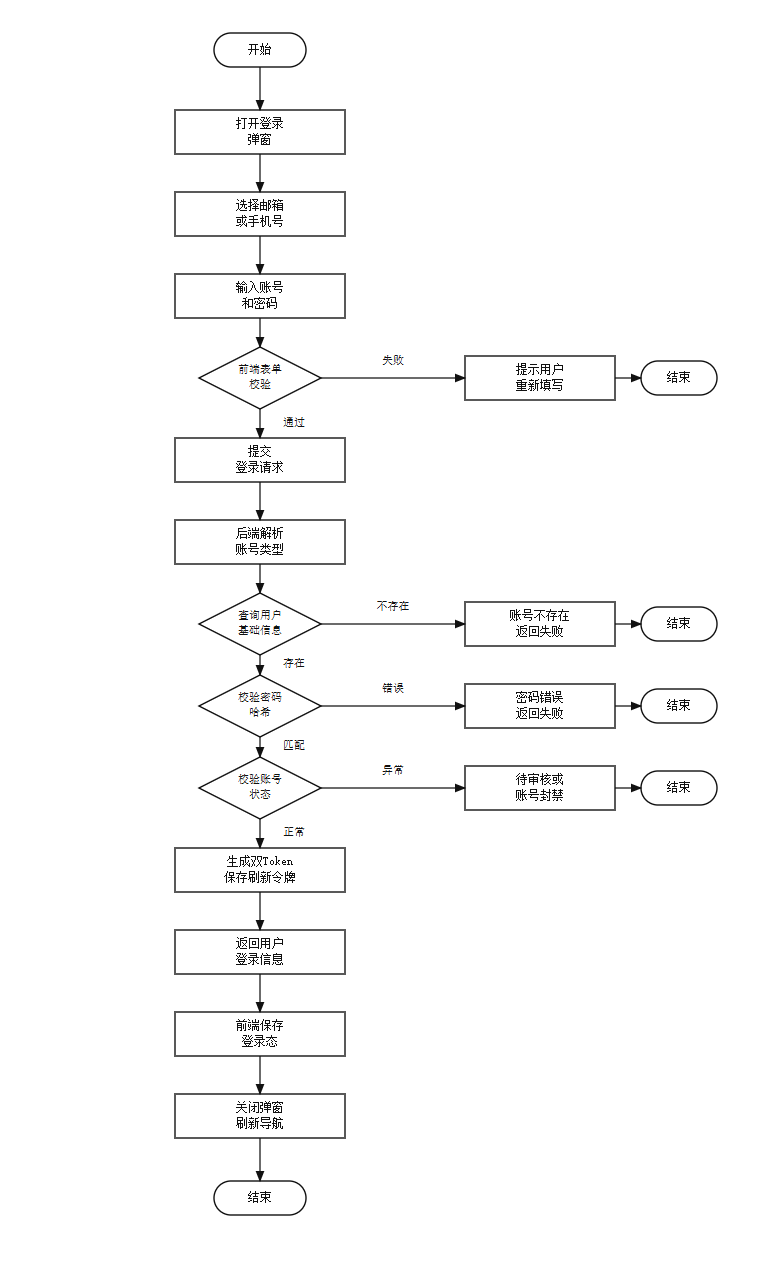 开始
打开登录
弹窗
选择邮箱
或手机号
输入账号
和密码
前端表单
校验
失败
提示用户
重新填写
结束
通过
提交
登录请求
后端解析
账号类型
查询用户
基础信息
不存在
账号不存在
返回失败
结束
存在
校验密码
哈希
错误
密码错误
返回失败
结束
匹配
校验账号
状态
异常
待审核或
账号封禁
结束
正常
生成双Token
保存刷新令牌
返回用户
登录信息
前端保存
登录态
关闭弹窗
刷新导航
结束